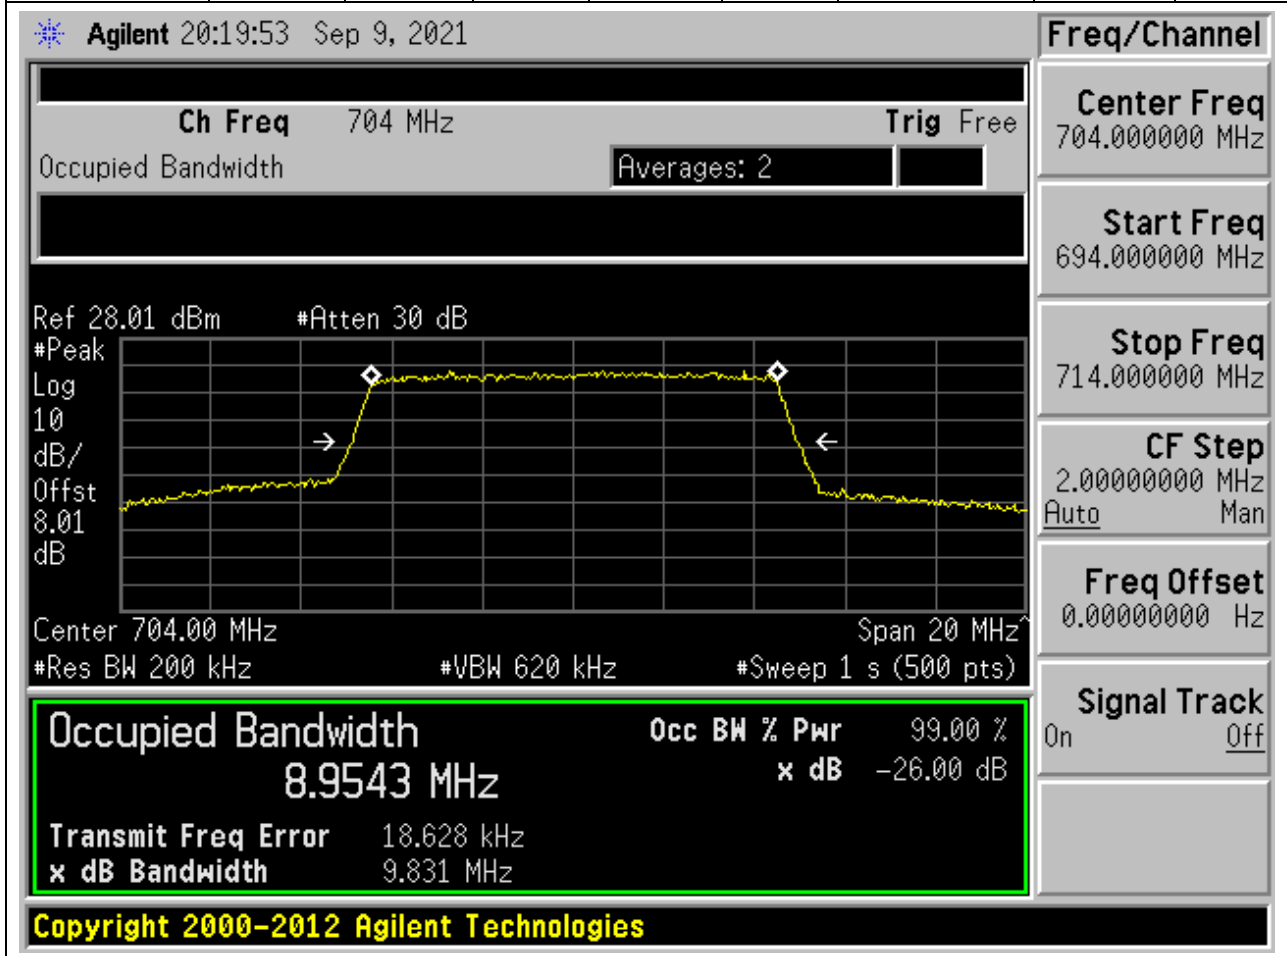 Agilent 20:19:53 Sep 9, 2021
Freq/Channel
Ch Freq 704 MHz Trig Free
Occupied Bandwidth Averages: 2
Center Freq
704.000000 MHz
Start Freq
694.000000 MHz
Stop Freq
714.000000 MHz
CF Step
2.00000000 MHz
Auto Man
Freq Offset
0.00000000 Hz
Signal Track
On Off
Ref 28.01 dBm #Atten 30 dB
#Peak
Log
10
dB/
Offst
8.01
dB
Center 704.00 MHz Span 20 MHz^
#Res BW 200 kHz #VBW 620 kHz #Sweep 1 s (500 pts)
Occupied Bandwidth Occ BW % Pwr 99.00 %
8.9543 MHz x dB -26.00 dB
Transmit Freq Error 18.628 kHz
x dB Bandwidth 9.831 MHz
Copyright 2000-2012 Agilent Technologies